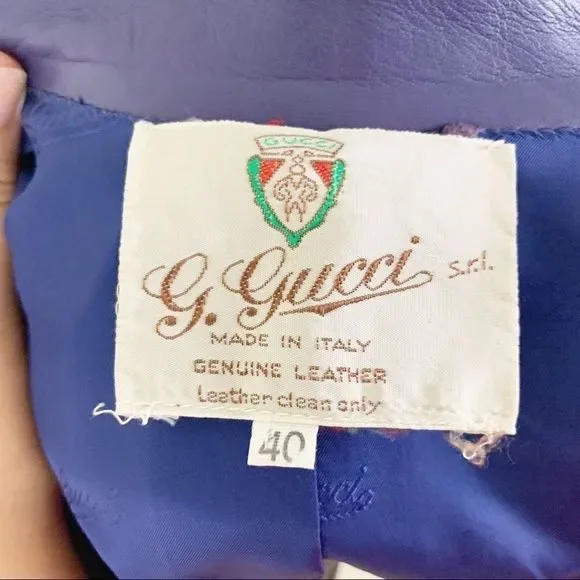 GUCCI
G. Gucci s.r.l.
MADE IN ITALY
GENUINE LEATHER
Leather clean only
40